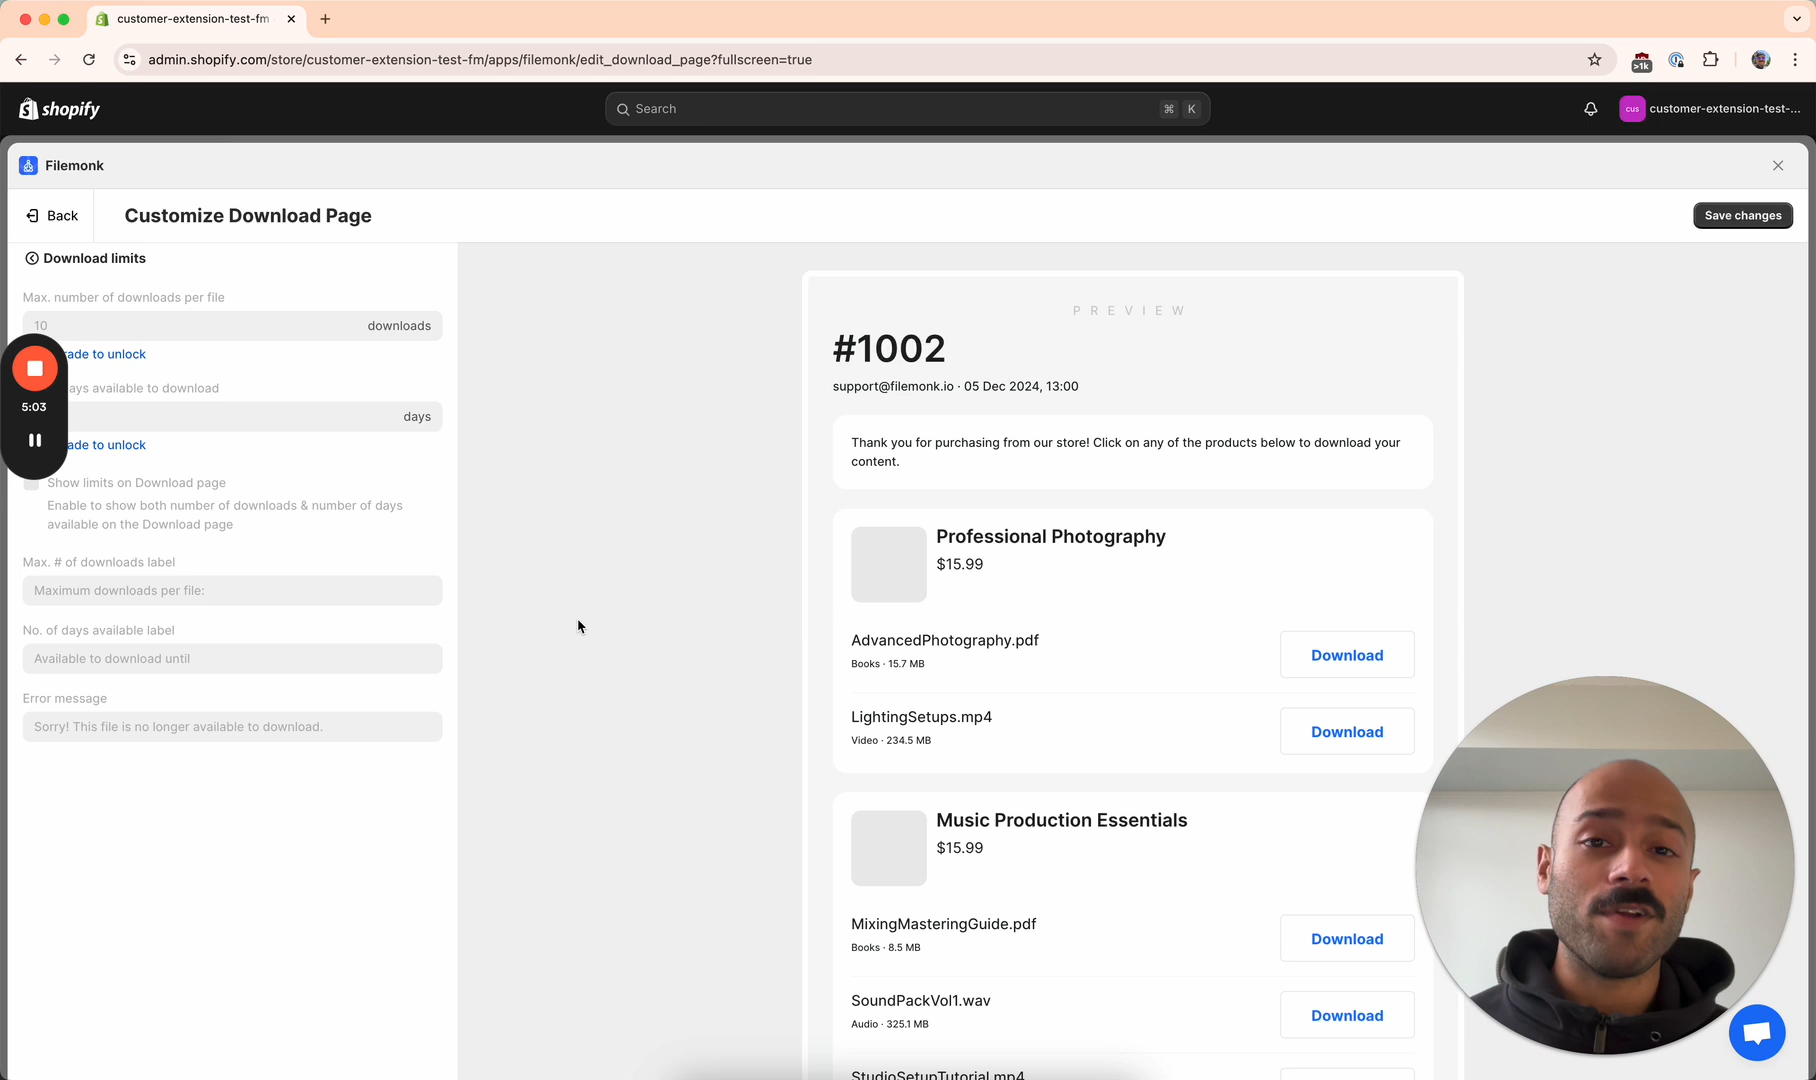 customer-extension-test-fm
admin.shopify.com/store/customer-extension-test-fm/apps/filemonk/edit_download_page?fullscreen=true
>1k
shopify
Search
⌘ K
cus
customer-extension-test-...
Filemonk
Back
Customize Download Page
Save changes
Download limits
Max. number of downloads per file
10
downloads
rade to unlock
ays available to download
days
rade to unlock
5:03
Show limits on Download page
Enable to show both number of downloads & number of days
available on the Download page
Max. # of downloads label
Maximum downloads per file:
No. of days available label
Available to download until
Error message
Sorry! This file is no longer available to download.
PREVIEW
#1002
support@filemonk.io · 05 Dec 2024, 13:00
Thank you for purchasing from our store! Click on any of the products below to download your
content.
Professional Photography
$15.99
AdvancedPhotography.pdf
Books · 15.7 MB
Download
LightingSetups.mp4
Video · 234.5 MB
Download
Music Production Essentials
$15.99
MixingMasteringGuide.pdf
Books · 8.5 MB
Download
SoundPackVol1.wav
Audio · 325.1 MB
Download
StudioSetupTutorial.mp4